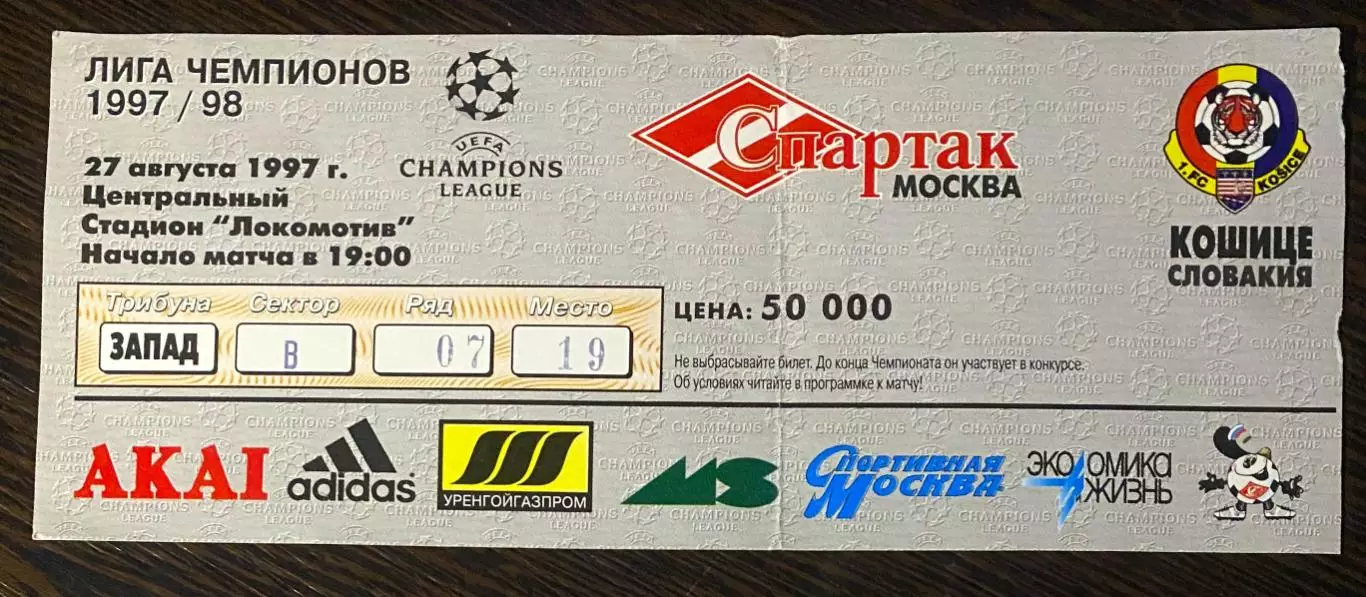 ЛИГА ЧЕМПИОНОВ
1997 / 98
27 августа 1997 г.
Центральный
Стадион "Локомотив"
Начало матча в 19:00
UEFA
CHAMPIONS
LEAGUE
Спартак
МОСКВА
1.FC KOŠICE
КОШИЦЕ
СЛОВАКИЯ
Трибуна Сектор Ряд Место
ЗАПАД В 07 19
ЦЕНА: 50 000
Не выбрасывайте билет. До конца Чемпионата он участвует в конкурсе.
Об условиях читайте в программке к матчу!
AKAI
adidas
УРЕНГОЙГАЗПРОМ
MS
СПОРТИВНАЯ
МОСКВА
ЭКОНОМИКА
И ЖИЗНЬ